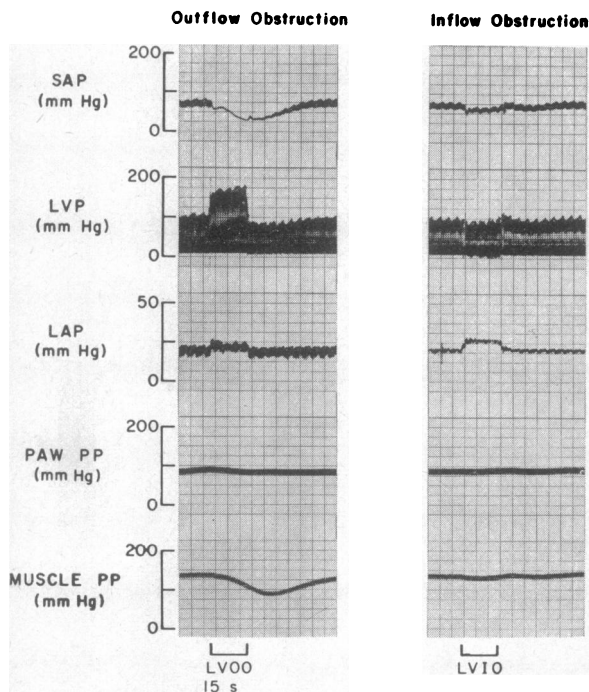 Outflow Obstruction
Inflow Obstruction
SAP
(mm Hg)
200
0
LVP
(mm Hg)
200
0
LAP
(mm Hg)
50
0
PAW PP
(mm Hg)
200
0
MUSCLE PP
(mm Hg)
200
0
LVOO
15 s
LVIO